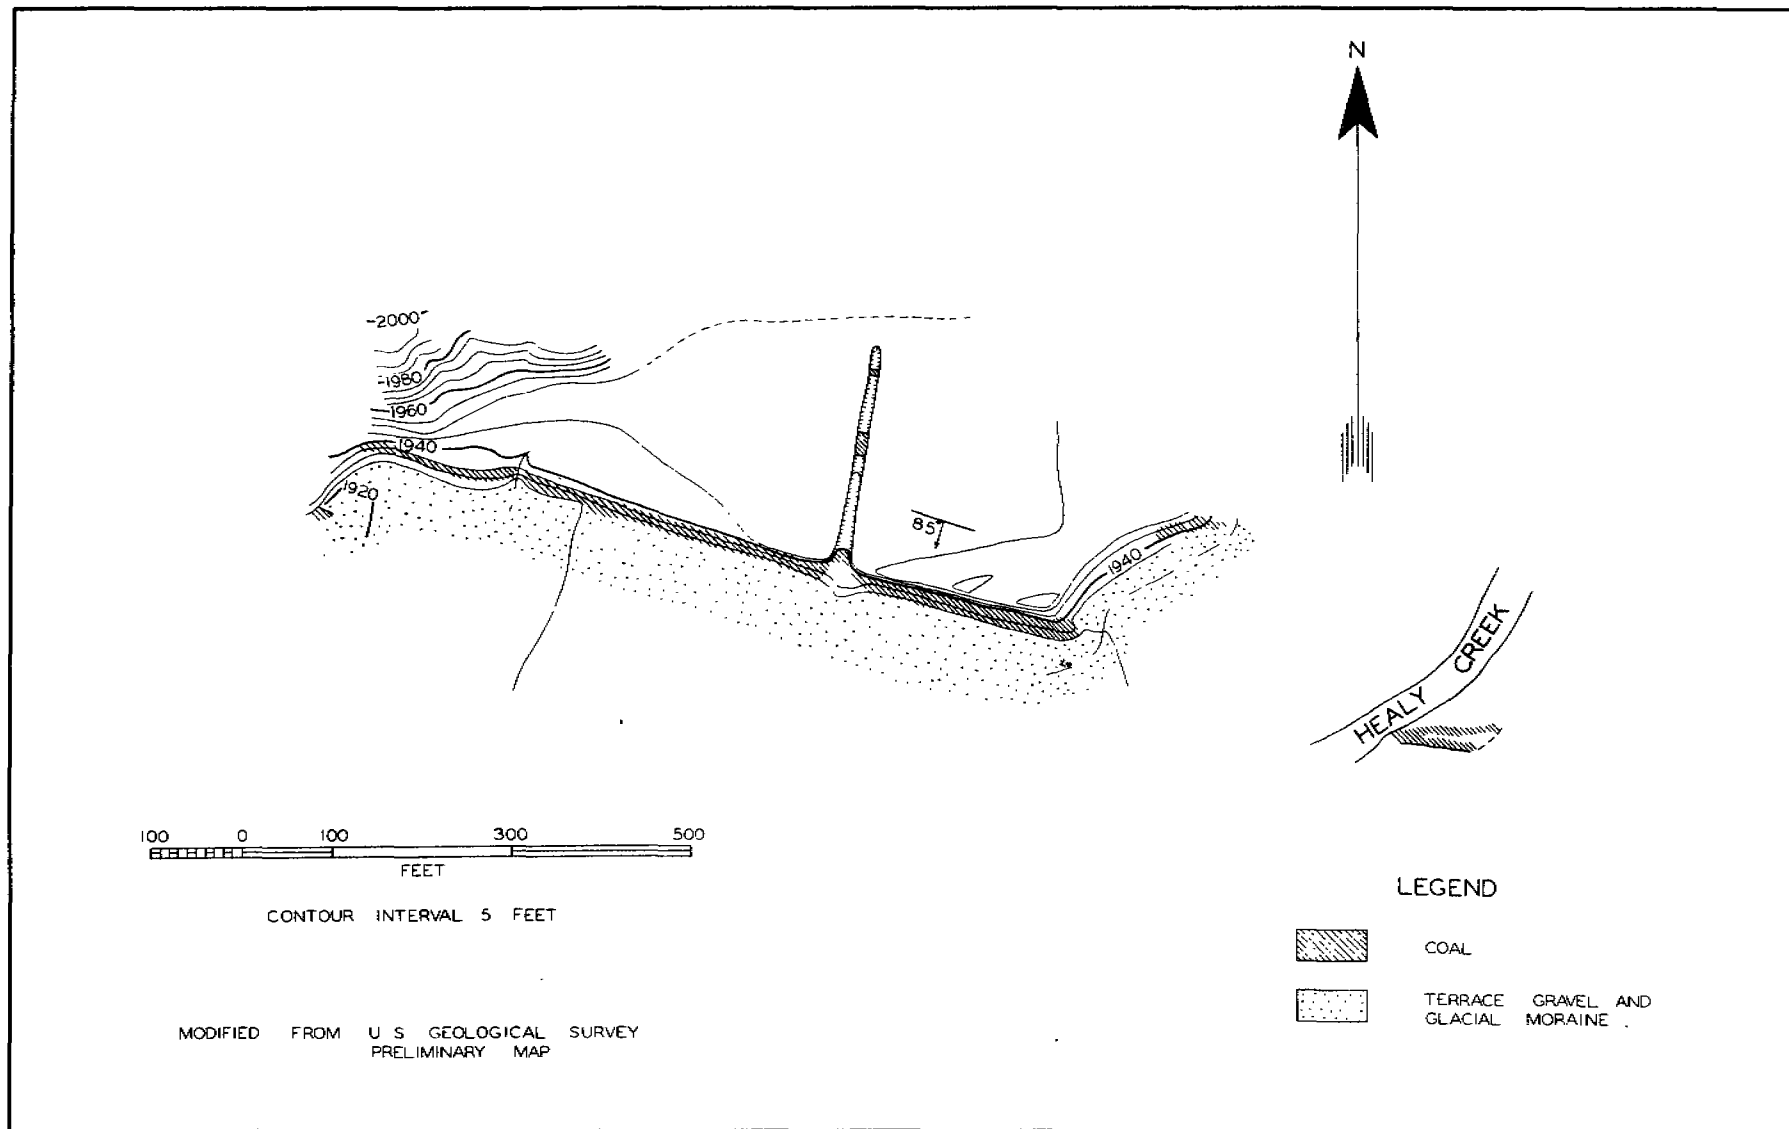 N
-2000-
-1980
1960
1940
1920
85°
1940
HEALY CREEK
100 0 100 300 500
FEET
CONTOUR INTERVAL 5 FEET
MODIFIED FROM U S GEOLOGICAL SURVEY
PRELIMINARY MAP
LEGEND
COAL
TERRACE GRAVEL AND
GLACIAL MORAINE